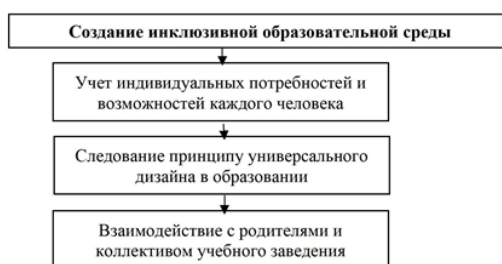 Создание инклюзивной образовательной среды
Учет индивидуальных потребностей и
возможностей каждого человека
Следование принципу универсального
дизайна в образовании
Взаимодействие с родителями и
коллективом учебного заведения